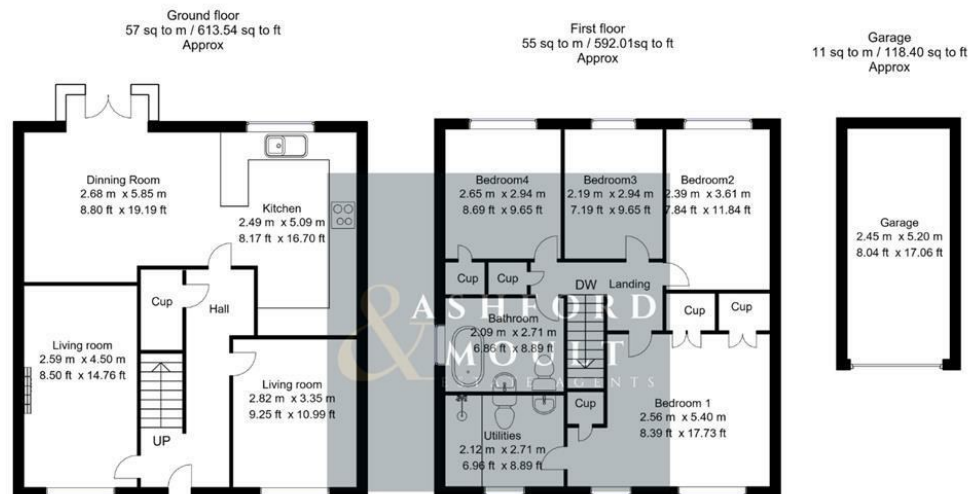 Ground floor
57 sq to m / 613.54 sq to ft
Approx
First floor
55 sq to m / 592.01sq to ft
Approx
Garage
11 sq to m / 118.40 sq to ft
Approx
Dinning Room
2.68 m x 5.85 m
8.80 ft x 19.19 ft
Kitchen
2.49 m x 5.09 m
8.17 ft x 16.70 ft
Cup
Hall
Living room
2.59 m x 4.50 m
8.50 ft x 14.76 ft
Living room
2.82 m x 3.35 m
9.25 ft x 10.99 ft
UP
Bedroom4
2.65 m x 2.94 m
8.69 ft x 9.65 ft
Bedroom3
2.19 m x 2.94 m
7.19 ft x 9.65 ft
Bedroom2
2.39 m x 3.61 m
7.84 ft x 11.84 ft
Cup
Cup
DW
Landing
Cup
Cup
Bathroom
2.09 m x 2.71 m
6.86 ft x 8.89 ft
Cup
Bedroom 1
2.56 m x 5.40 m
8.39 ft x 17.73 ft
Utilities
2.12 m x 2.71 m
6.96 ft x 8.89 ft
Garage
2.45 m x 5.20 m
8.04 ft x 17.06 ft
&
ASHFORD
MOULT
ESTATE AGENTS